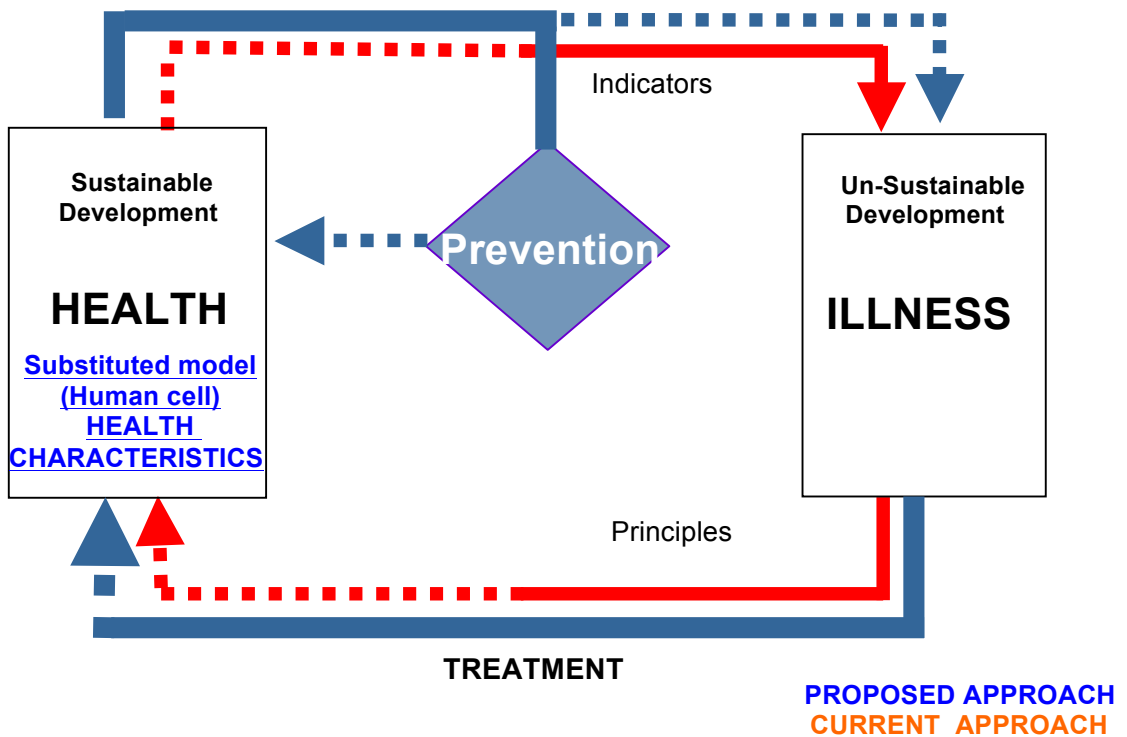 Indicators
Sustainable
Development
HEALTH
Substituted model
(Human cell)
HEALTH
CHARACTERISTICS
Prevention
Un-Sustainable
Development
ILLNESS
Principles
TREATMENT
PROPOSED APPROACH
CURRENT APPROACH